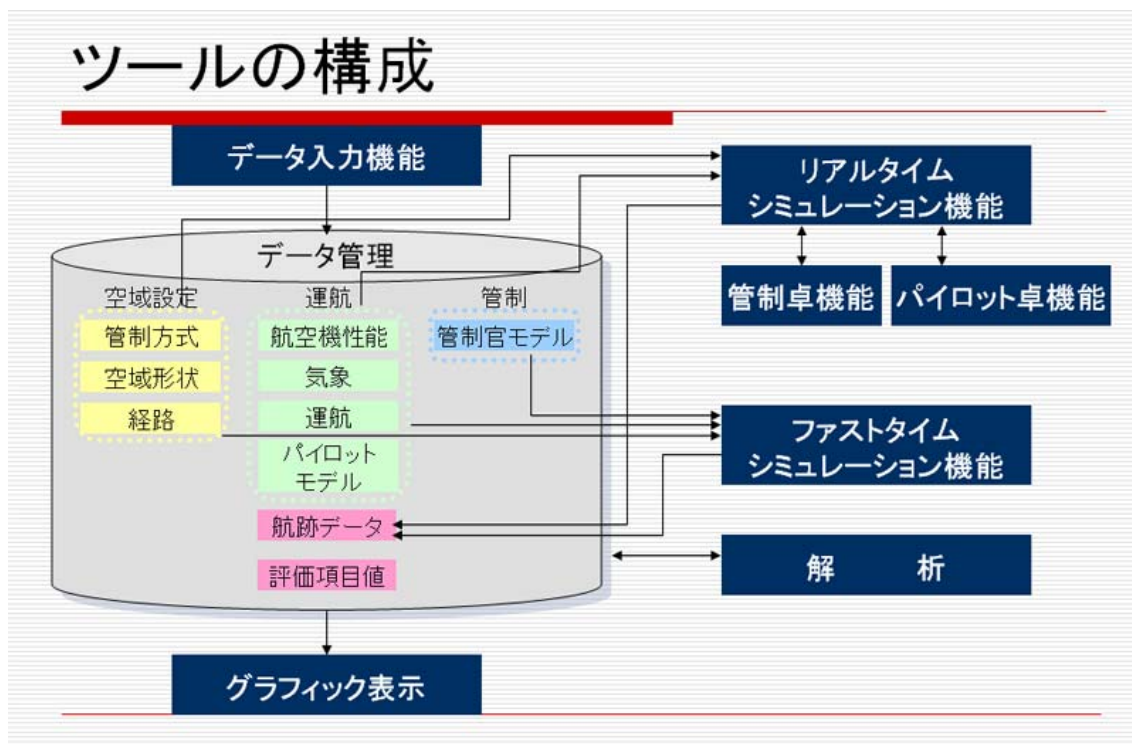 ツールの構成
データ入力機能
データ管理
空域設定
管制方式
空域形状
経路
運航
航空機性能
気象
運航
パイロット
モデル
管制
管制官モデル
航跡データ
評価項目値
グラフィック表示
リアルタイム
シミュレーション機能
管制卓機能
パイロット卓機能
ファストタイム
シミュレーション機能
解 析